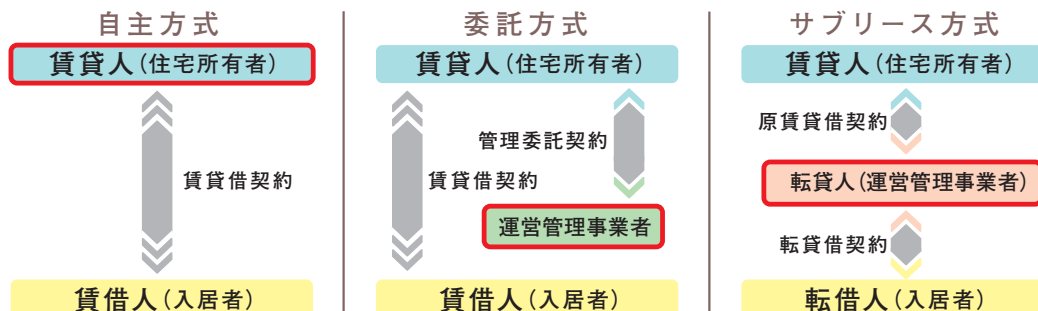 自主方式
賃貸人(住宅所有者)
賃貸借契約
賃借人(入居者)
委託方式
賃貸人(住宅所有者)
管理委託契約
賃貸借契約
運営管理事業者
賃借人(入居者)
サブリース方式
賃貸人(住宅所有者)
原賃貸借契約
転貸人(運営管理事業者)
転貸借契約
転借人(入居者)